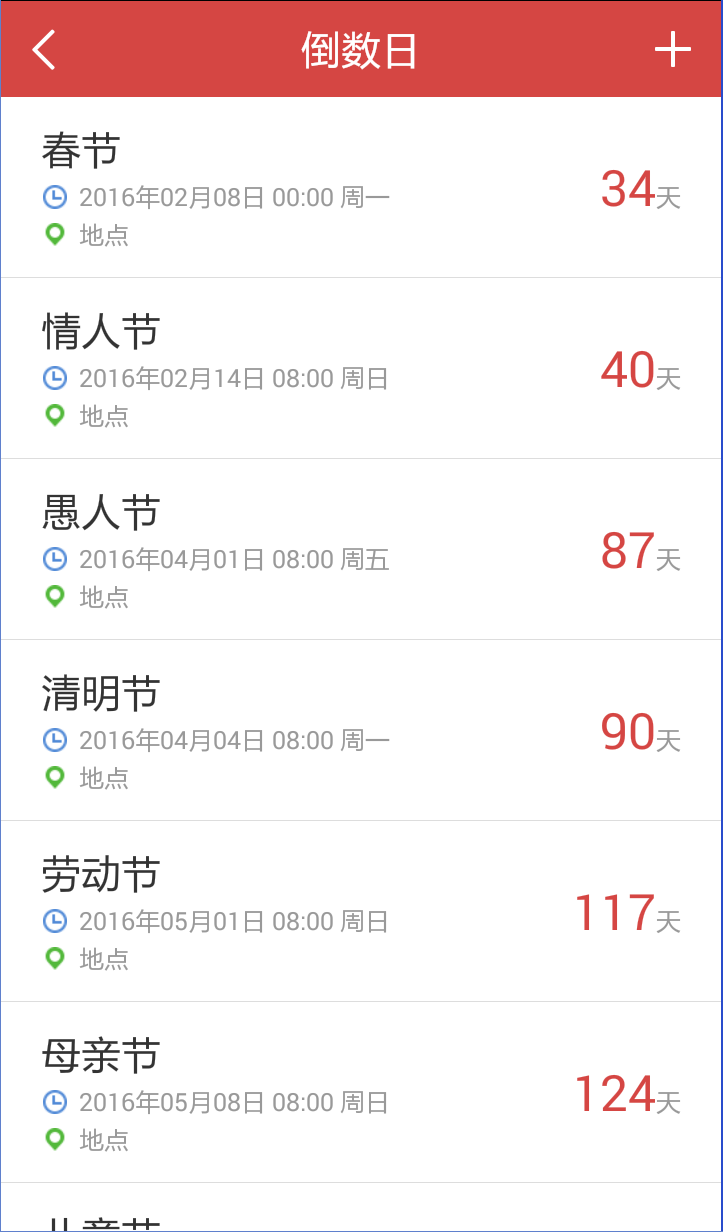 倒数日
春节
2016年02月08日 00:00 周一
34天
地点
情人节
2016年02月14日 08:00 周日
40天
地点
愚人节
2016年04月01日 08:00 周五
87天
地点
清明节
2016年04月04日 08:00 周一
90天
地点
劳动节
2016年05月01日 08:00 周日
117天
地点
母亲节
2016年05月08日 08:00 周日
124天
地点
儿童节